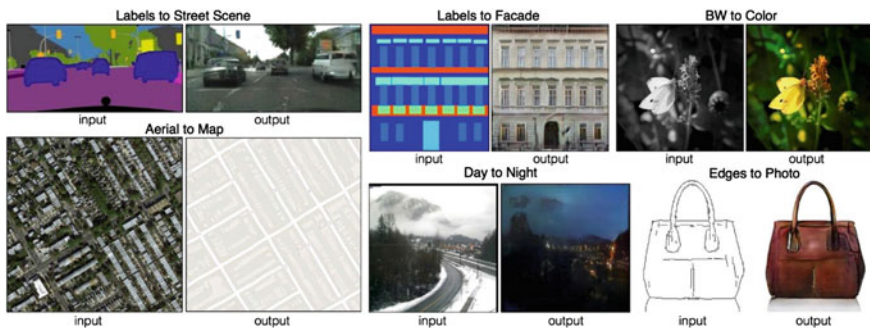 Labels to Street Scene
input
output
Aerial to Map
input
output
Labels to Facade
input
output
BW to Color
input
output
Day to Night
input
output
Edges to Photo
input
output